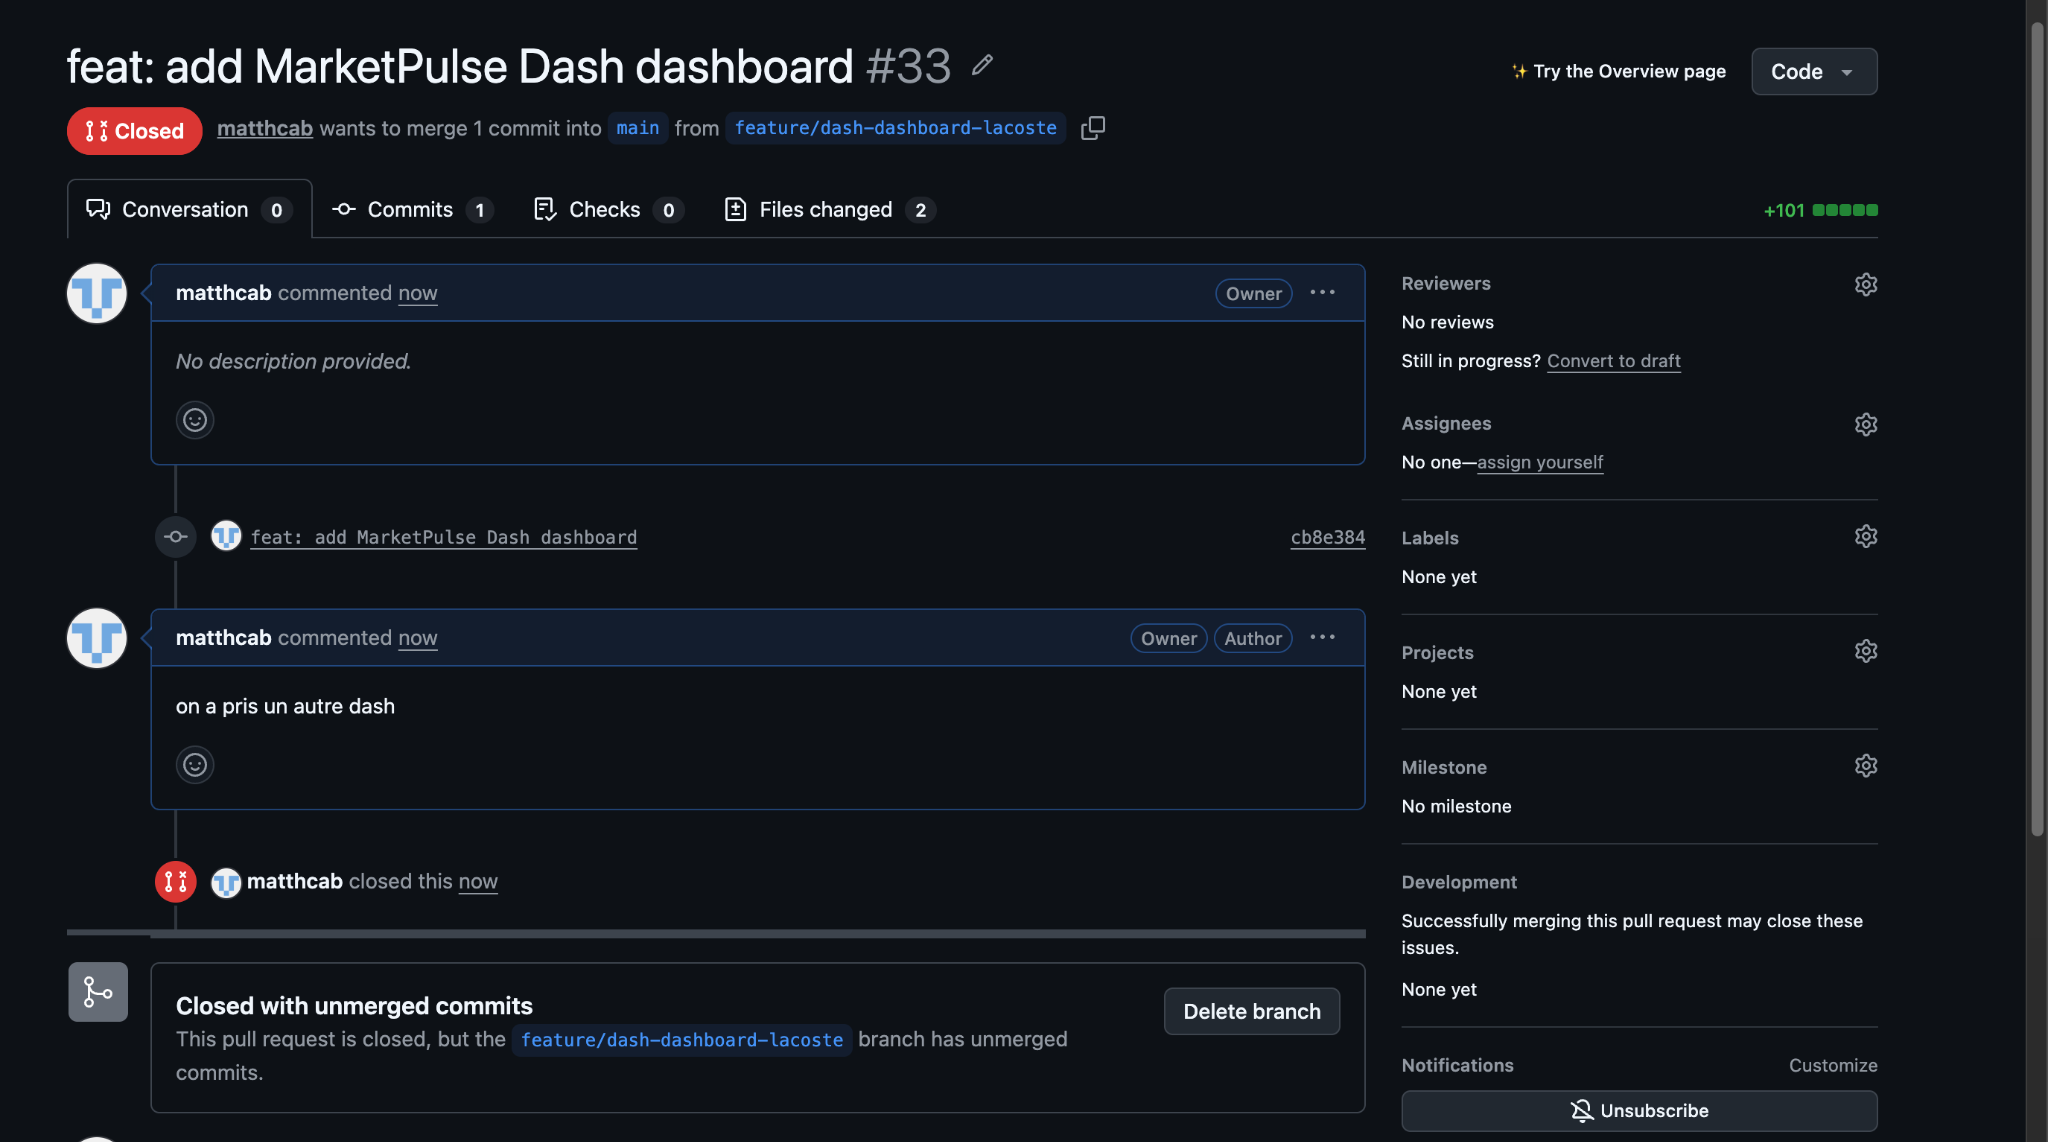 feat: add MarketPulse Dash dashboard #33
Try the Overview page
Code
Closed
matthcab wants to merge 1 commit into main from feature/dash-dashboard-lacoste
Conversation 0
Commits 1
Checks 0
Files changed 2
+101
matthcab commented now
Owner
No description provided.
feat: add MarketPulse Dash dashboard
cb8e384
matthcab commented now
Owner
Author
on a pris un autre dash
matthcab closed this now
Closed with unmerged commits
This pull request is closed, but the feature/dash-dashboard-lacoste branch has unmerged
commits.
Delete branch
Reviewers
No reviews
Still in progress? Convert to draft
Assignees
No one—assign yourself
Labels
None yet
Projects
None yet
Milestone
No milestone
Development
Successfully merging this pull request may close these
issues.
None yet
Notifications
Customize
Unsubscribe